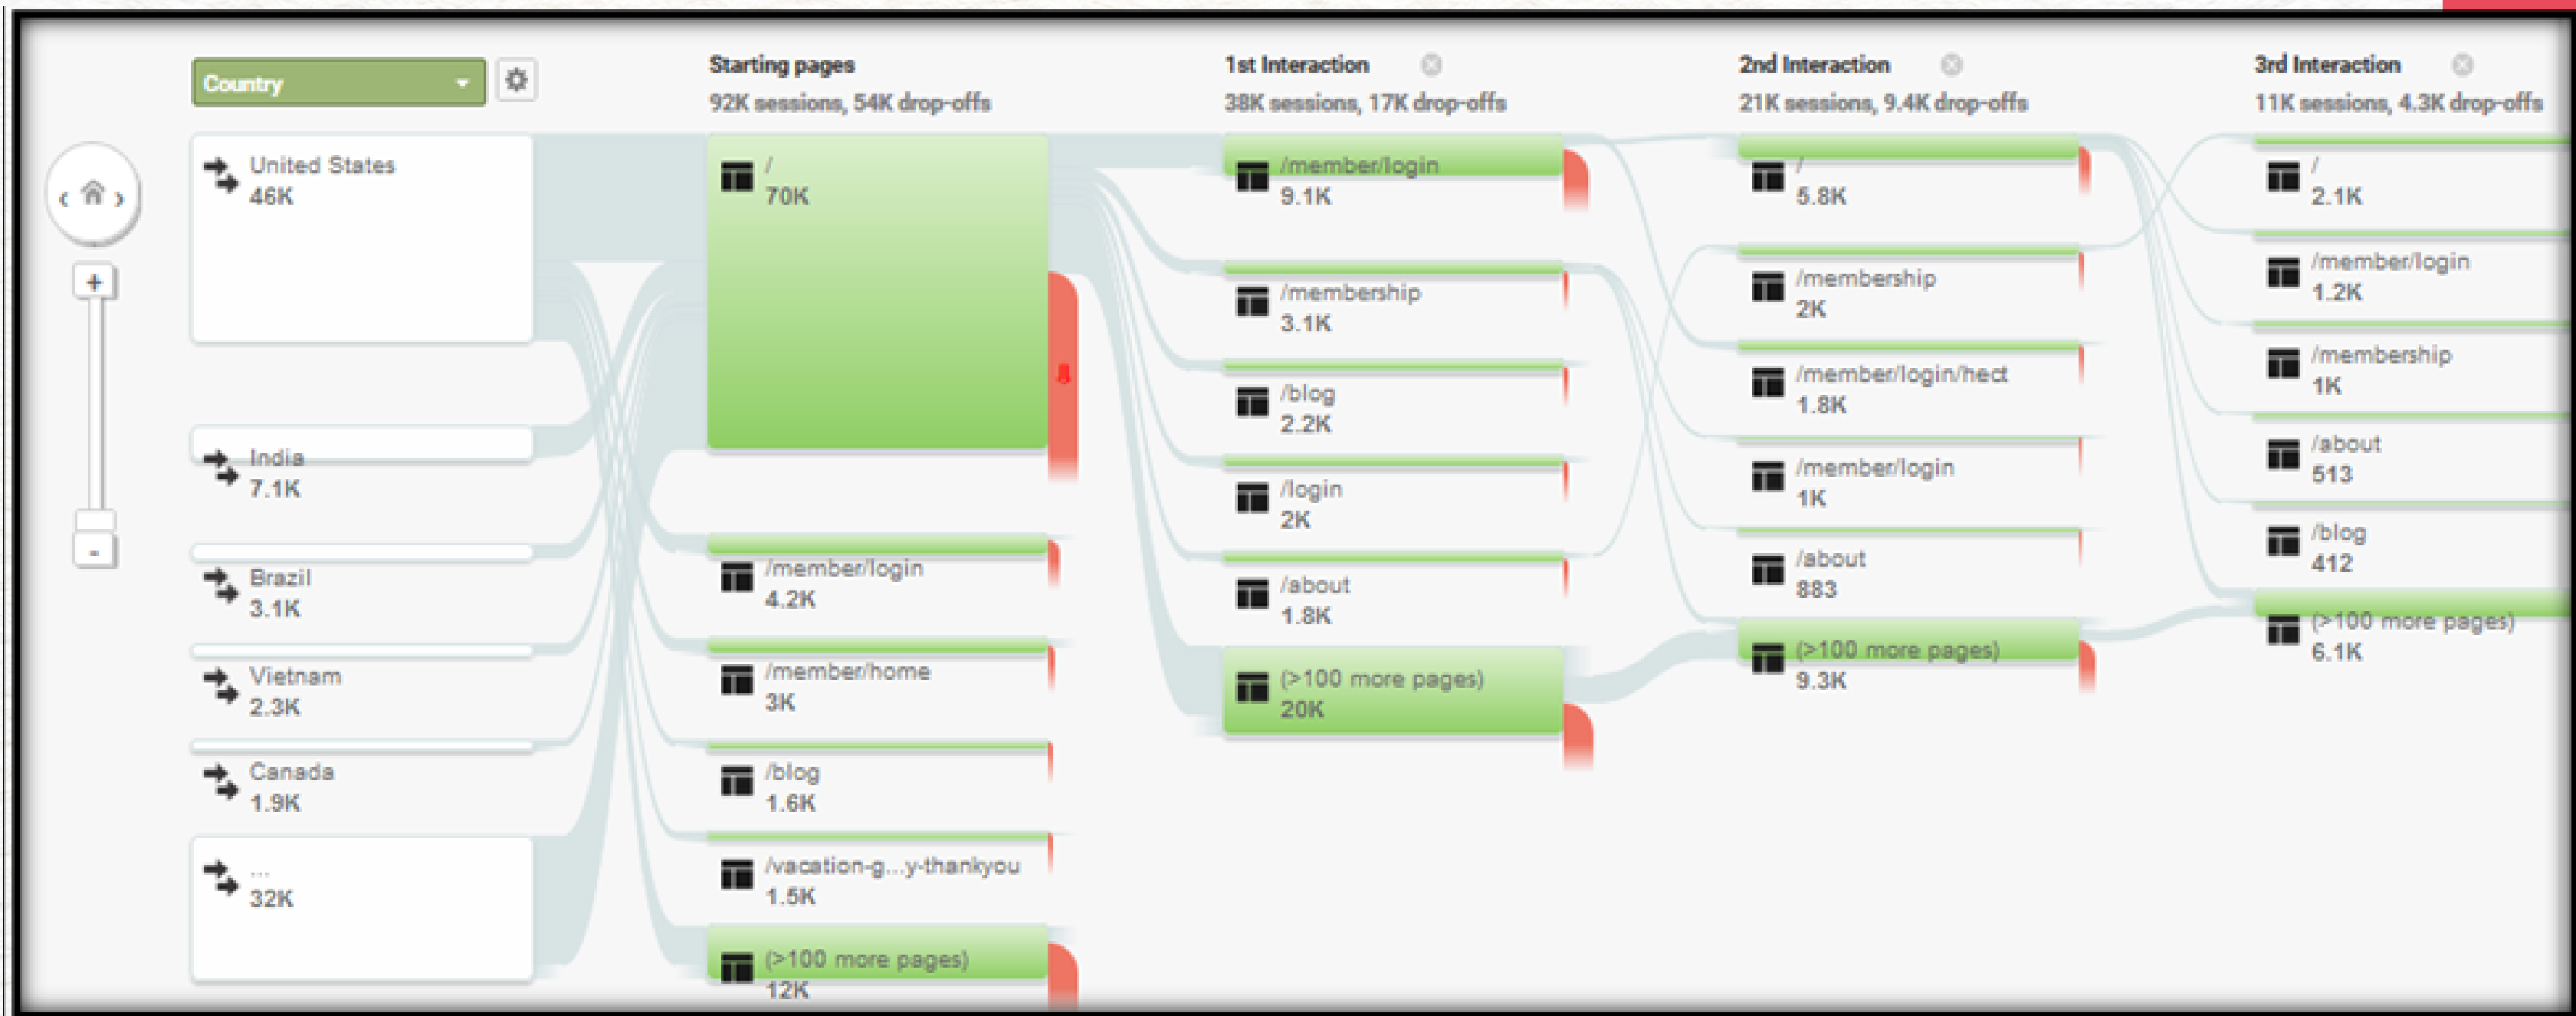 Country
United States
46K
India
7.1K
Brazil
3.1K
Vietnam
2.3K
Canada
1.9K
...
32K
+
-
Starting pages
92K sessions, 54K drop-offs
/
70K
/member/login
4.2K
/member/home
3K
/blog
1.6K
/vacation-g...y-thankyou
1.5K
(>100 more pages)
12K
1st Interaction
38K sessions, 17K drop-offs
/member/login
9.1K
/membership
3.1K
/blog
2.2K
/login
2K
/about
1.8K
(>100 more pages)
20K
2nd Interaction
21K sessions, 9.4K drop-offs
/
5.8K
/membership
2K
/member/login/hect
1.8K
/member/login
1K
/about
883
(>100 more pages)
9.3K
3rd Interaction
11K sessions, 4.3K drop-offs
/
2.1K
/member/login
1.2K
/membership
1K
/about
513
/blog
412
(>100 more pages)
6.1K